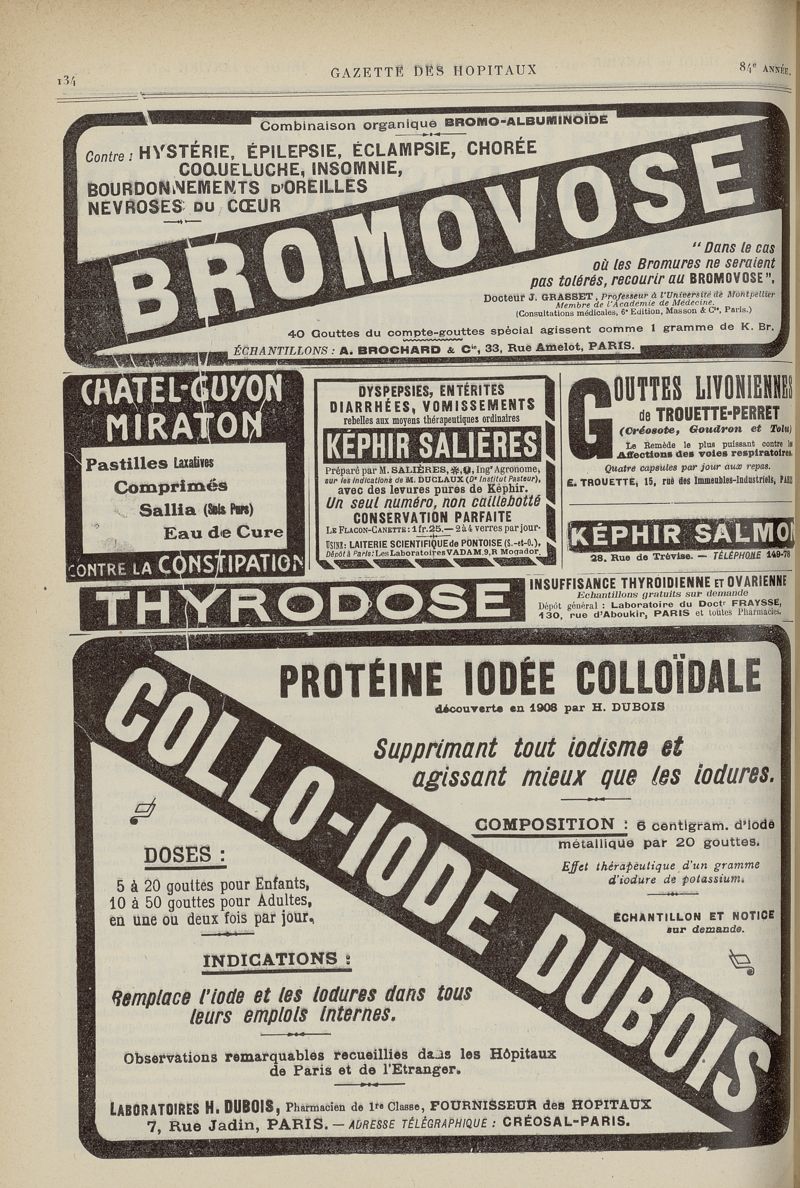 134
GAZETTE DES HOPITAUX
84e ANNÉE.
Combinaison organique BROMO-ALBUMINOÏDE
Contre : HYSTÉRIE, ÉPILEPSIE, ÉCLAMPSIE, CHORÉE
COQUELUCHE, INSOMNIE,
BOURDONNEMENTS D'OREILLES
NEVROSES DU CŒUR
BROMOVOSE
"Dans le cas
où les Bromures ne seraient
pas tolérés, recourir au BROMOVOSE",
Docteur J. GRASSET, Professeur à l'Université de Montpellier
Membre de l'Académie de Médecine.
(Consultations médicales, 6e Edition, Masson & Cie, Paris.)
40 Gouttes du compte-gouttes spécial agissent comme 1 gramme de K. Br.
ÉCHANTILLONS : A. BROCHARD & Cie, 33, Rue Amelot, PARIS.
CHATEL-GUYON
MIRATON
Pastilles Laxatives
Comprimés
Sallia (Sels Purs)
Eau de Cure
CONTRE LA CONSTIPATION
DYSPEPSIES, ENTÉRITES
DIARRHÉES, VOMISSEMENTS
rebelles aux moyens thérapeutiques ordinaires
KÉPHIR SALIÈRES
Préparé par M. SALIÈRES, Ingr Agronome,
sur les indications de M. DUCLAUX (Dr Institut Pasteur),
avec des levures pures de Képhir.
Un seul numéro, non caillebotté
CONSERVATION PARFAITE
LE FLACON-CANETTE : 1 fr. 25. — 2 à 4 verres par jour.
USINE : LAITERIE SCIENTIFIQUE de PONTOISE (S.-et-O.),
Dépôt à Paris : Les Laboratoires VADAM, 9, R Mogador.
GOUTTES LIVONIENNES
de TROUETTE-PERRET
(Créosote, Goudron et Tolu)
Le Remède le plus puissant contre les
Affections des voies respiratoires.
Quatre capsules par jour aux repas.
E. TROUETTE, 15, rue des Immeubles-Industriels, PARIS
KÉPHIR SALMON
28, Rue de Trévise. — TÉLÉPHONE 149-78
THYRODOSE
INSUFFISANCE THYROIDIENNE ET OVARIENNE
Echantillons gratuits sur demande
Dépôt général : Laboratoire du Doctr FRAYSSE,
130, rue d'Aboukir, PARIS et toutes Pharmacies.
PROTÉINE IODÉE COLLOÏDALE
découverte en 1908 par H. DUBOIS
COLLO-IODE DUBOIS
Supprimant tout iodisme et
agissant mieux que les iodures.
COMPOSITION : 6 centigram. d'iode
métallique par 20 gouttes.
Effet thérapeutique d'un gramme
d'iodure de potassium.
ÉCHANTILLON ET NOTICE
sur demande.
DOSES :
5 à 20 gouttes pour Enfants,
10 à 50 gouttes pour Adultes,
en une ou deux fois par jour.
INDICATIONS :
Remplace l'iode et les iodures dans tous
leurs emplois internes.
Observations remarquables recueillies dans les Hôpitaux
de Paris et de l'Etranger.
LABORATOIRES H. DUBOIS, Pharmacien de 1re Classe, FOURNISSEUR des HOPITAUX
7, Rue Jadin, PARIS. — ADRESSE TÉLÉGRAPHIQUE : CRÉOSAL-PARIS.